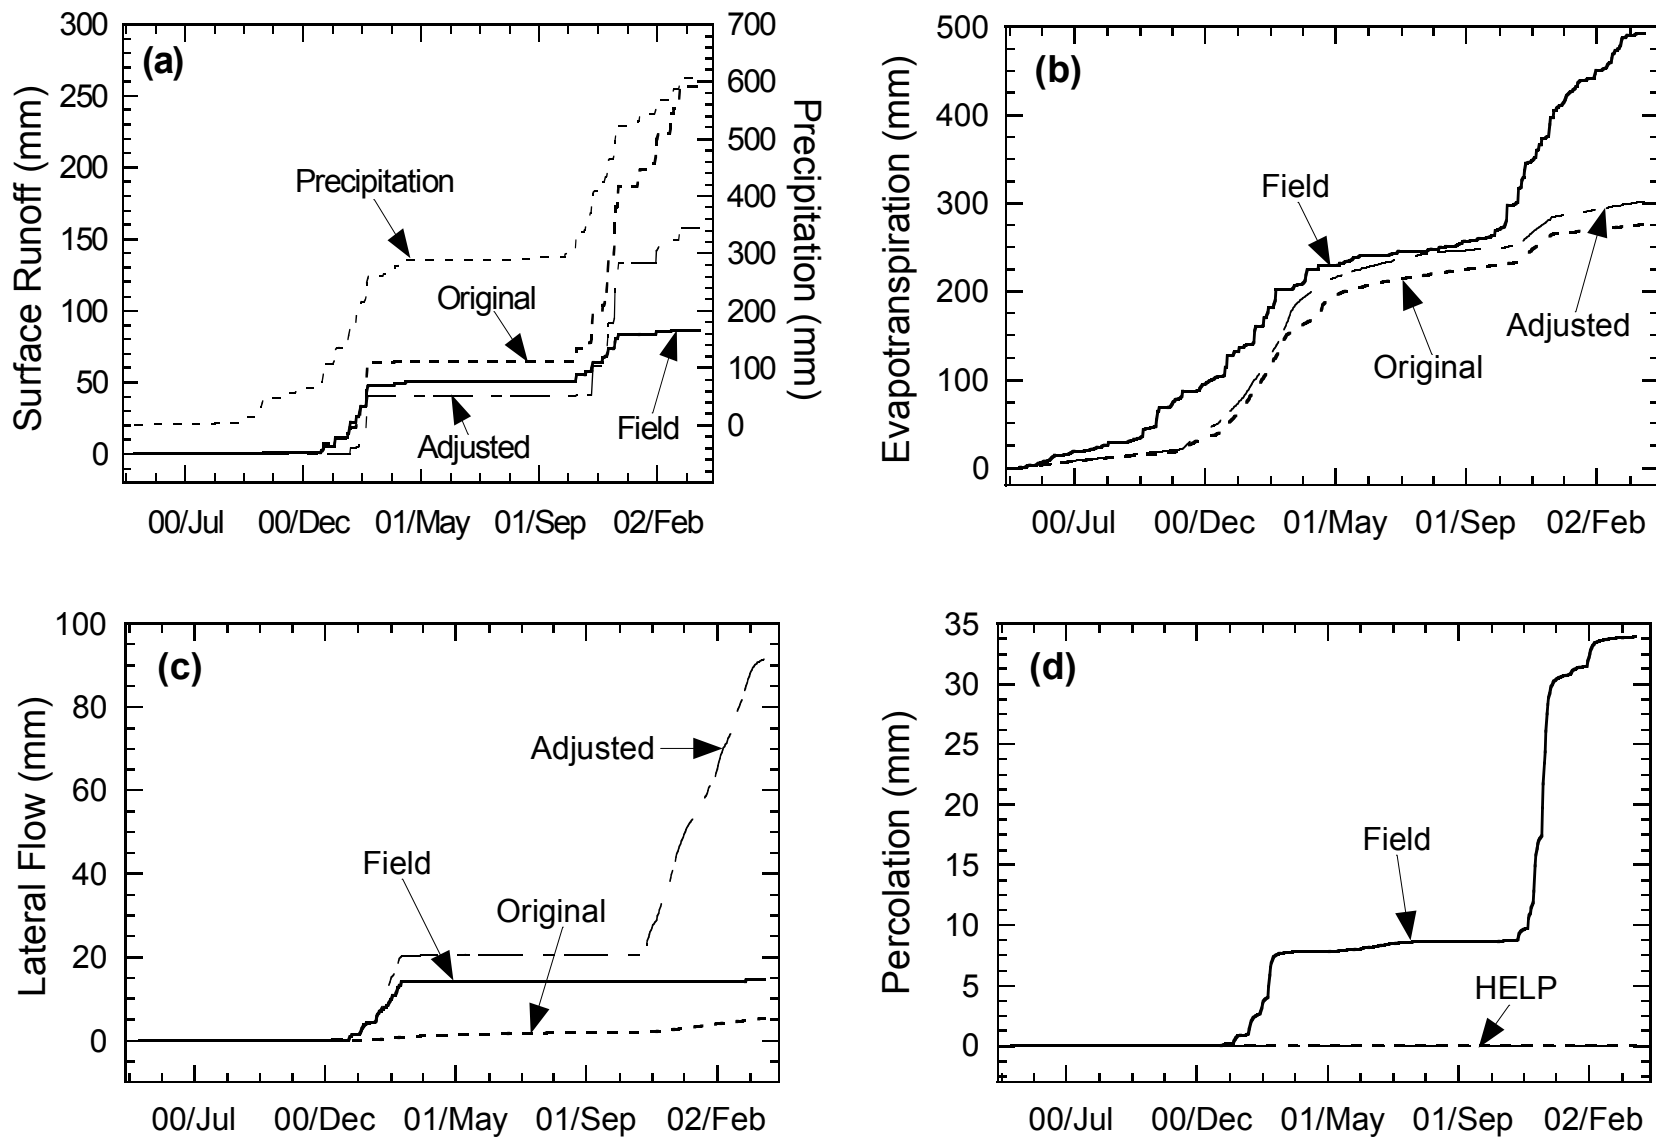 (a)
Surface Runoff (mm)
300
250
200
150
100
50
0
Precipitation (mm)
700
600
500
400
300
200
100
0
Precipitation
Original
Adjusted
Field
00/Jul 00/Dec 01/May 01/Sep 02/Feb
(b)
Evapotranspiration (mm)
500
400
300
200
100
0
Field
Adjusted
Original
00/Jul 00/Dec 01/May 01/Sep 02/Feb
(c)
Lateral Flow (mm)
100
80
60
40
20
0
Adjusted
Field
Original
00/Jul 00/Dec 01/May 01/Sep 02/Feb
(d)
Percolation (mm)
35
30
25
20
15
10
5
0
Field
HELP
00/Jul 00/Dec 01/May 01/Sep 02/Feb